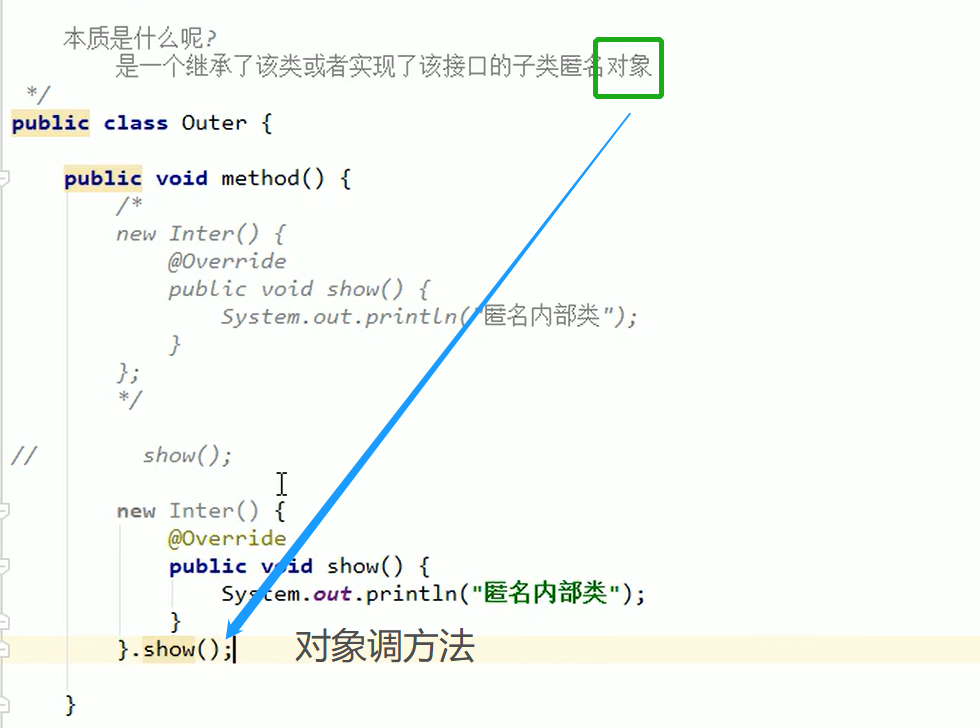 本质是什么呢?
是一个继承了该类或者实现了该接口的子类匿名对象
*/
public class Outer {
public void method() {
/*
new Inter() {
@Override
public void show() {
System.out.println("匿名内部类");
}
};
*/
// show();
new Inter() {
@Override
public void show() {
System.out.println("匿名内部类");
}
}.show();
对象调方法
}